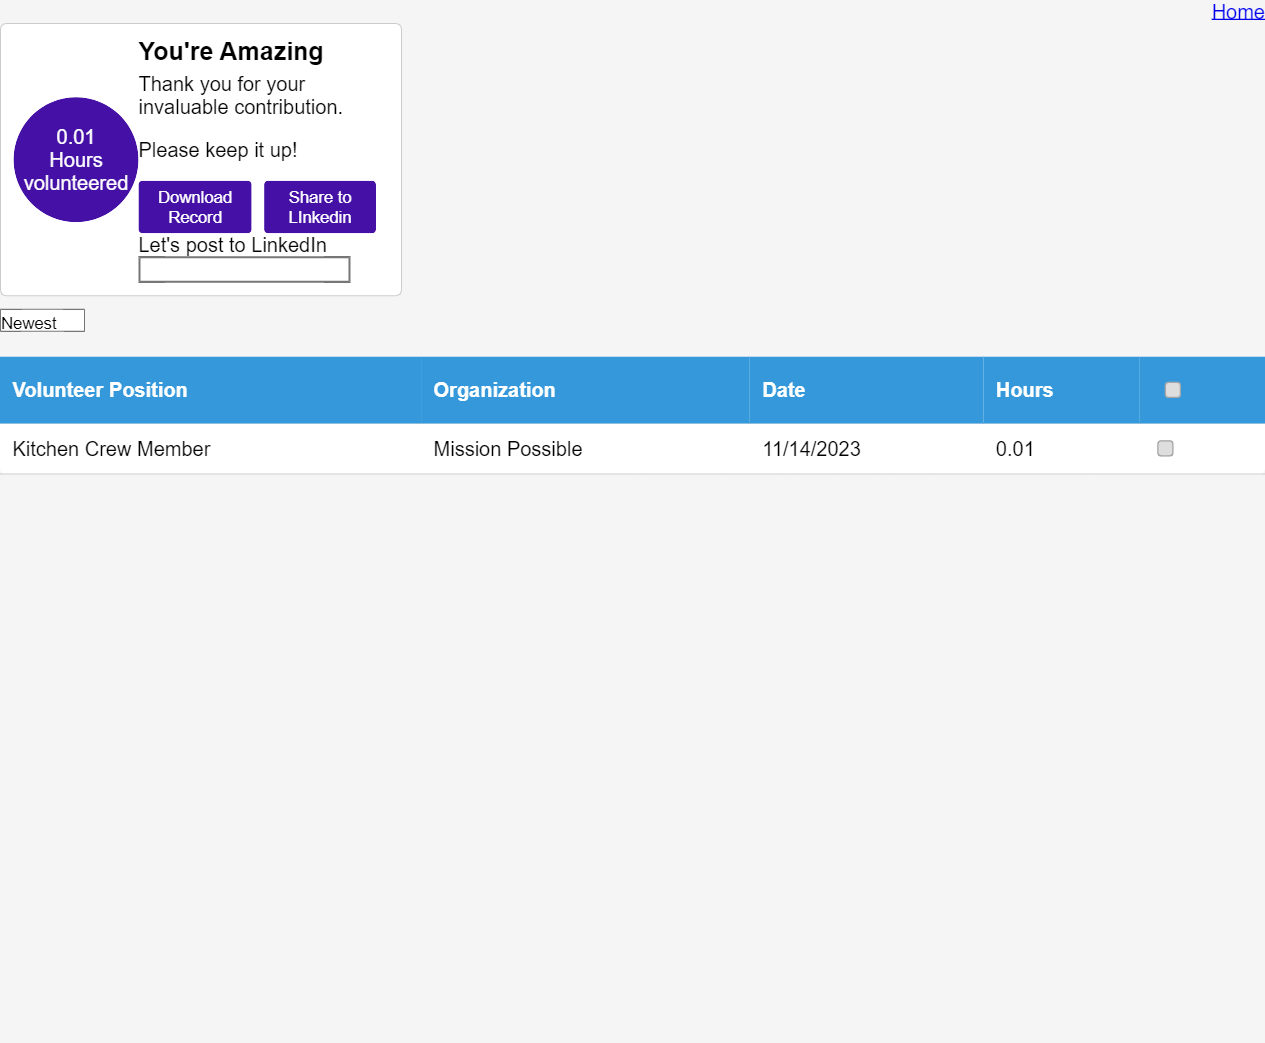 Home
You're Amazing
Thank you for your
invaluable contribution.
Please keep it up!
0.01
Hours
volunteered
Download
Record
Share to
LInkedin
Let's post to LinkedIn
Newest
Volunteer Position Organization Date Hours
Kitchen Crew Member Mission Possible 11/14/2023 0.01